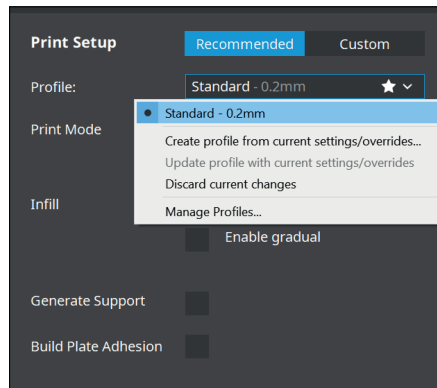 Print Setup Recommended Custom
Profile: Standard - 0.2mm
Standard - 0.2mm
Print Mode
Create profile from current settings/overrides...
Update profile with current settings/overrides
Discard current changes
Infill
Manage Profiles...
Enable gradual
Generate Support
Build Plate Adhesion